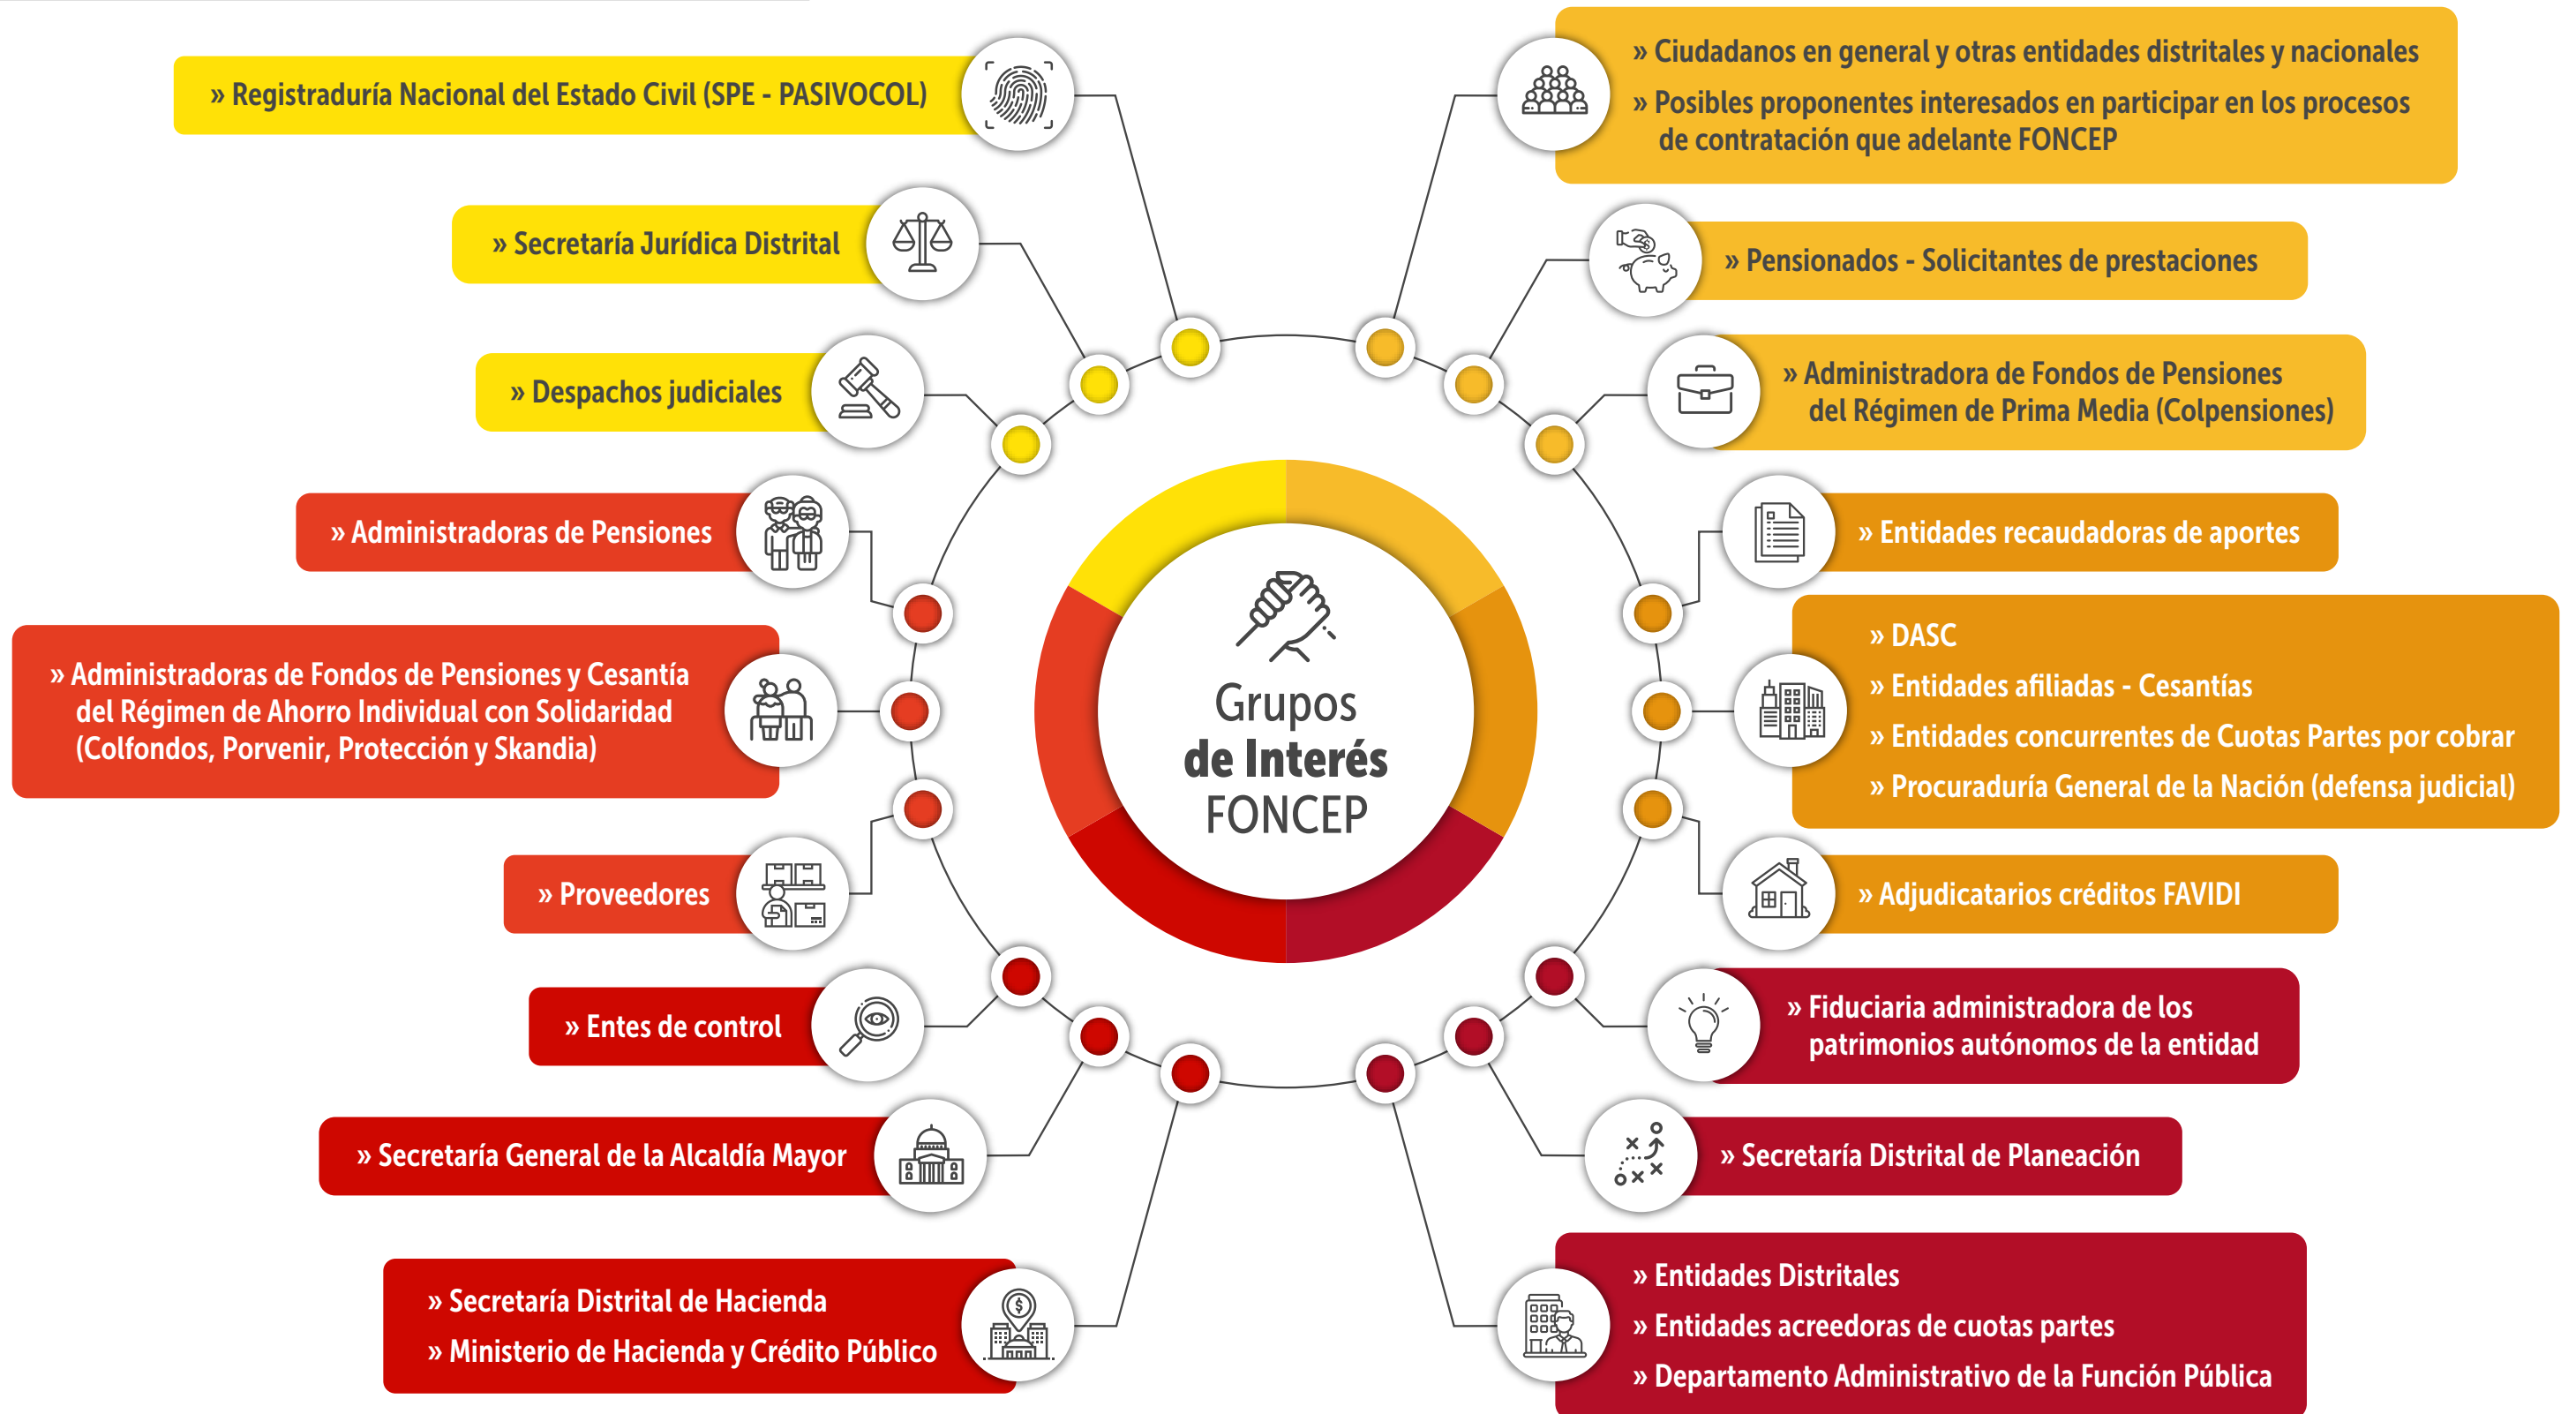 » Registraduría Nacional del Estado Civil (SPE - PASIVOCOL)
» Secretaría Jurídica Distrital
» Despachos judiciales
» Administradoras de Pensiones
» Administradoras de Fondos de Pensiones y Cesantía
del Régimen de Ahorro Individual con Solidaridad
(Colfondos, Porvenir, Protección y Skandia)
» Proveedores
» Entes de control
» Secretaría General de la Alcaldía Mayor
» Secretaría Distrital de Hacienda
» Ministerio de Hacienda y Crédito Público
Grupos
de Interés
FONCEP
» Ciudadanos en general y otras entidades distritales y nacionales
» Posibles proponentes interesados en participar en los procesos
de contratación que adelante FONCEP
» Pensionados - Solicitantes de prestaciones
» Administradora de Fondos de Pensiones
del Régimen de Prima Media (Colpensiones)
» Entidades recaudadoras de aportes
» DASC
» Entidades afiliadas - Cesantías
» Entidades concurrentes de Cuotas Partes por cobrar
» Procuraduría General de la Nación (defensa judicial)
» Adjudicatarios créditos FAVIDI
» Fiduciaria administradora de los
patrimonios autónomos de la entidad
» Secretaría Distrital de Planeación
» Entidades Distritales
» Entidades acreedoras de cuotas partes
» Departamento Administrativo de la Función Pública